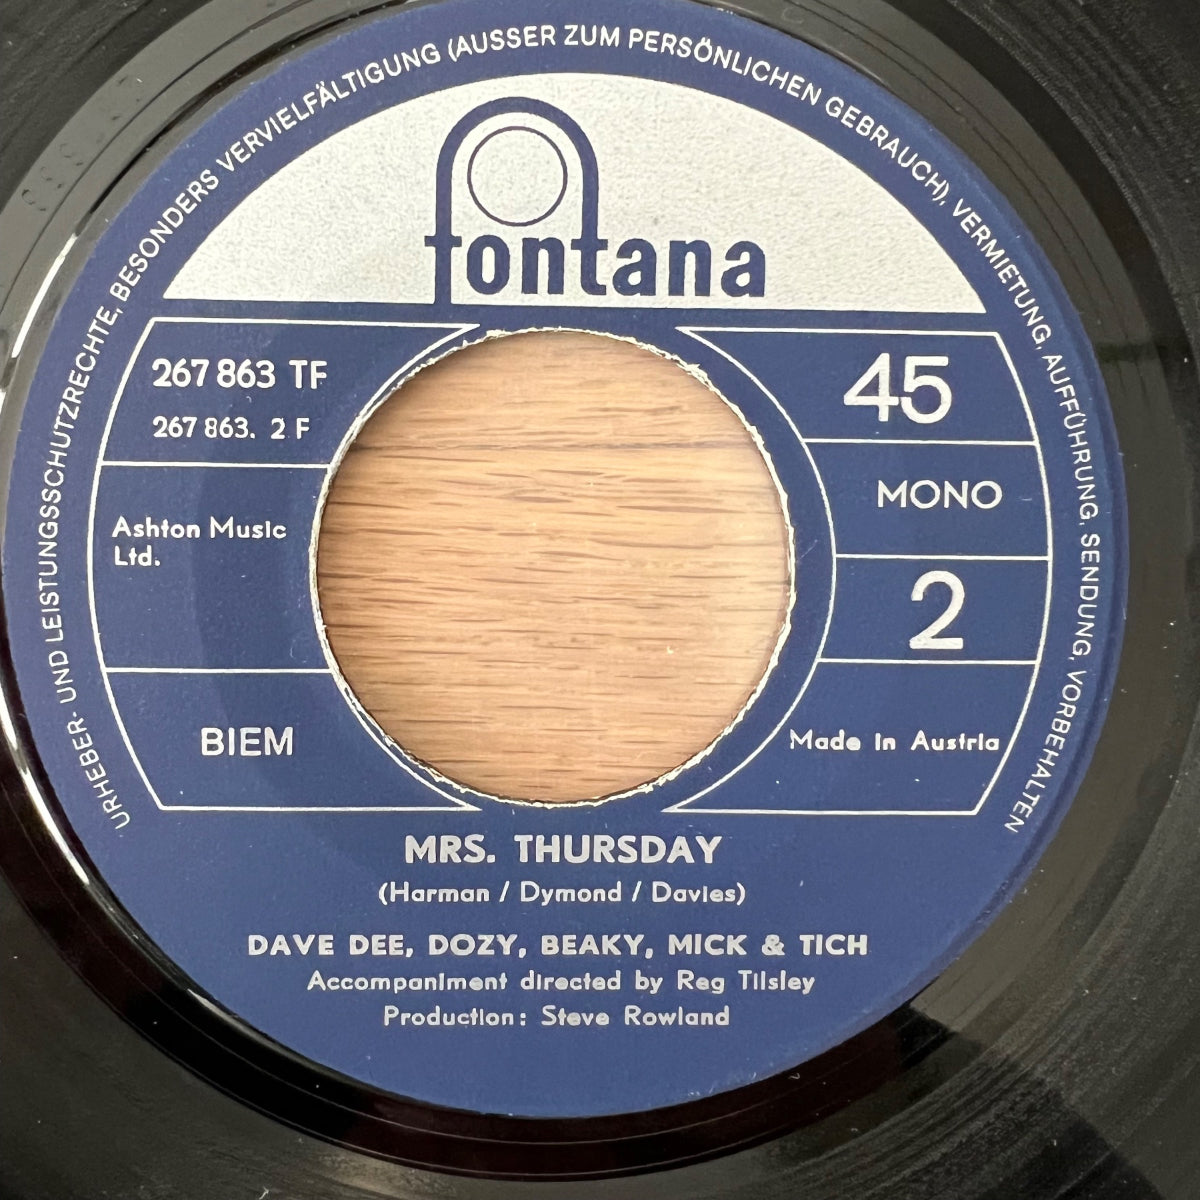 URHEBER- UND LEISTUNGSSCHUTZRECHTE, BESONDERS VERVIELFÄLTIGUNG (AUSSER ZUM PERSÖNLICHEN GEBRAUCH), VERMIETUNG, AUFFÜHRUNG, SENDUNG, VORBEHALTEN
fontana
267 863 TF
267 863. 2 F
Ashton Music
Ltd.
BIEM
45
MONO
2
Made in Austria
MRS. THURSDAY
(Harman / Dymond / Davies)
DAVE DEE, DOZY, BEAKY, MICK & TICH
Accompaniment directed by Reg Tilsley
Production: Steve Rowland